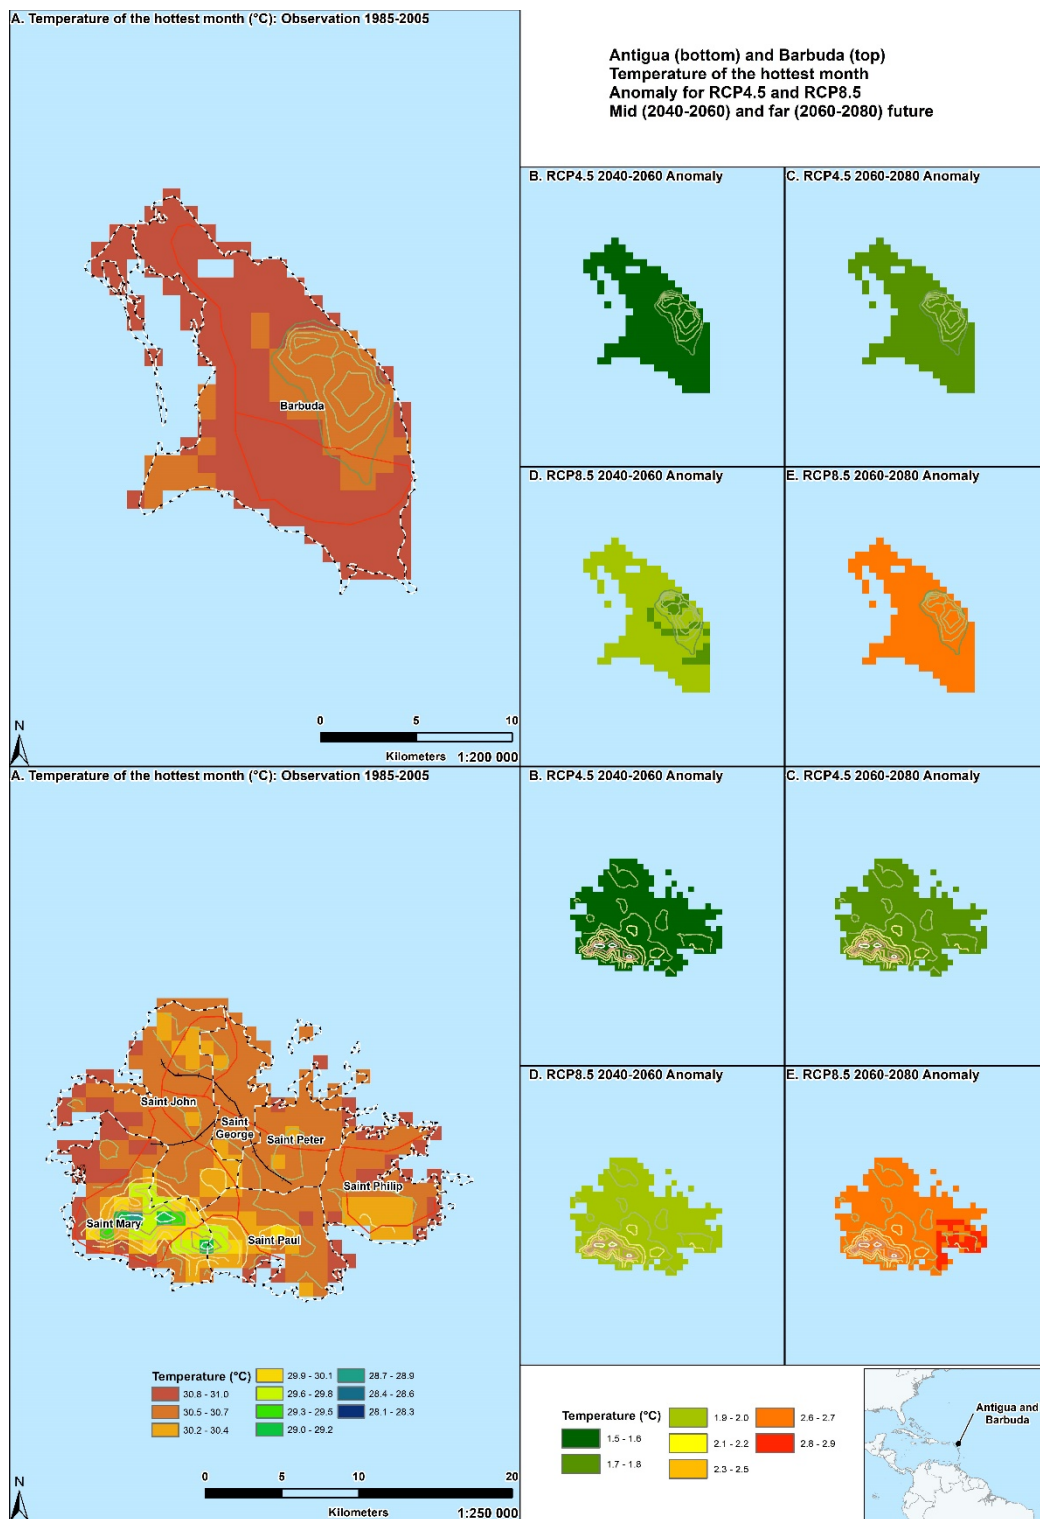 A. Temperature of the hottest month (°C): Observation 1985-2005
Antigua (bottom) and Barbuda (top)
Temperature of the hottest month
Anomaly for RCP4.5 and RCP8.5
Mid (2040-2060) and far (2060-2080) future
B. RCP4.5 2040-2060 Anomaly
C. RCP4.5 2060-2080 Anomaly
Barbuda
D. RCP8.5 2040-2060 Anomaly
E. RCP8.5 2060-2080 Anomaly
N
0 5 10
Kilometers 1:200 000
A. Temperature of the hottest month (°C): Observation 1985-2005
B. RCP4.5 2040-2060 Anomaly
C. RCP4.5 2060-2080 Anomaly
D. RCP8.5 2040-2060 Anomaly
E. RCP8.5 2060-2080 Anomaly
Saint John
Saint
George
Saint Peter
Saint Philip
Saint Mary
Saint Paul
Temperature (°C)
30.8 - 31.0
30.5 - 30.7
30.2 - 30.4
29.9 - 30.1
29.6 - 29.8
29.3 - 29.5
29.0 - 29.2
28.7 - 28.9
28.4 - 28.6
28.1 - 28.3
N
0 5 10 20
Kilometers 1:250 000
Temperature (°C)
1.5 - 1.6
1.7 - 1.8
1.9 - 2.0
2.1 - 2.2
2.3 - 2.5
2.6 - 2.7
2.8 - 2.9
Antigua and
Barbuda